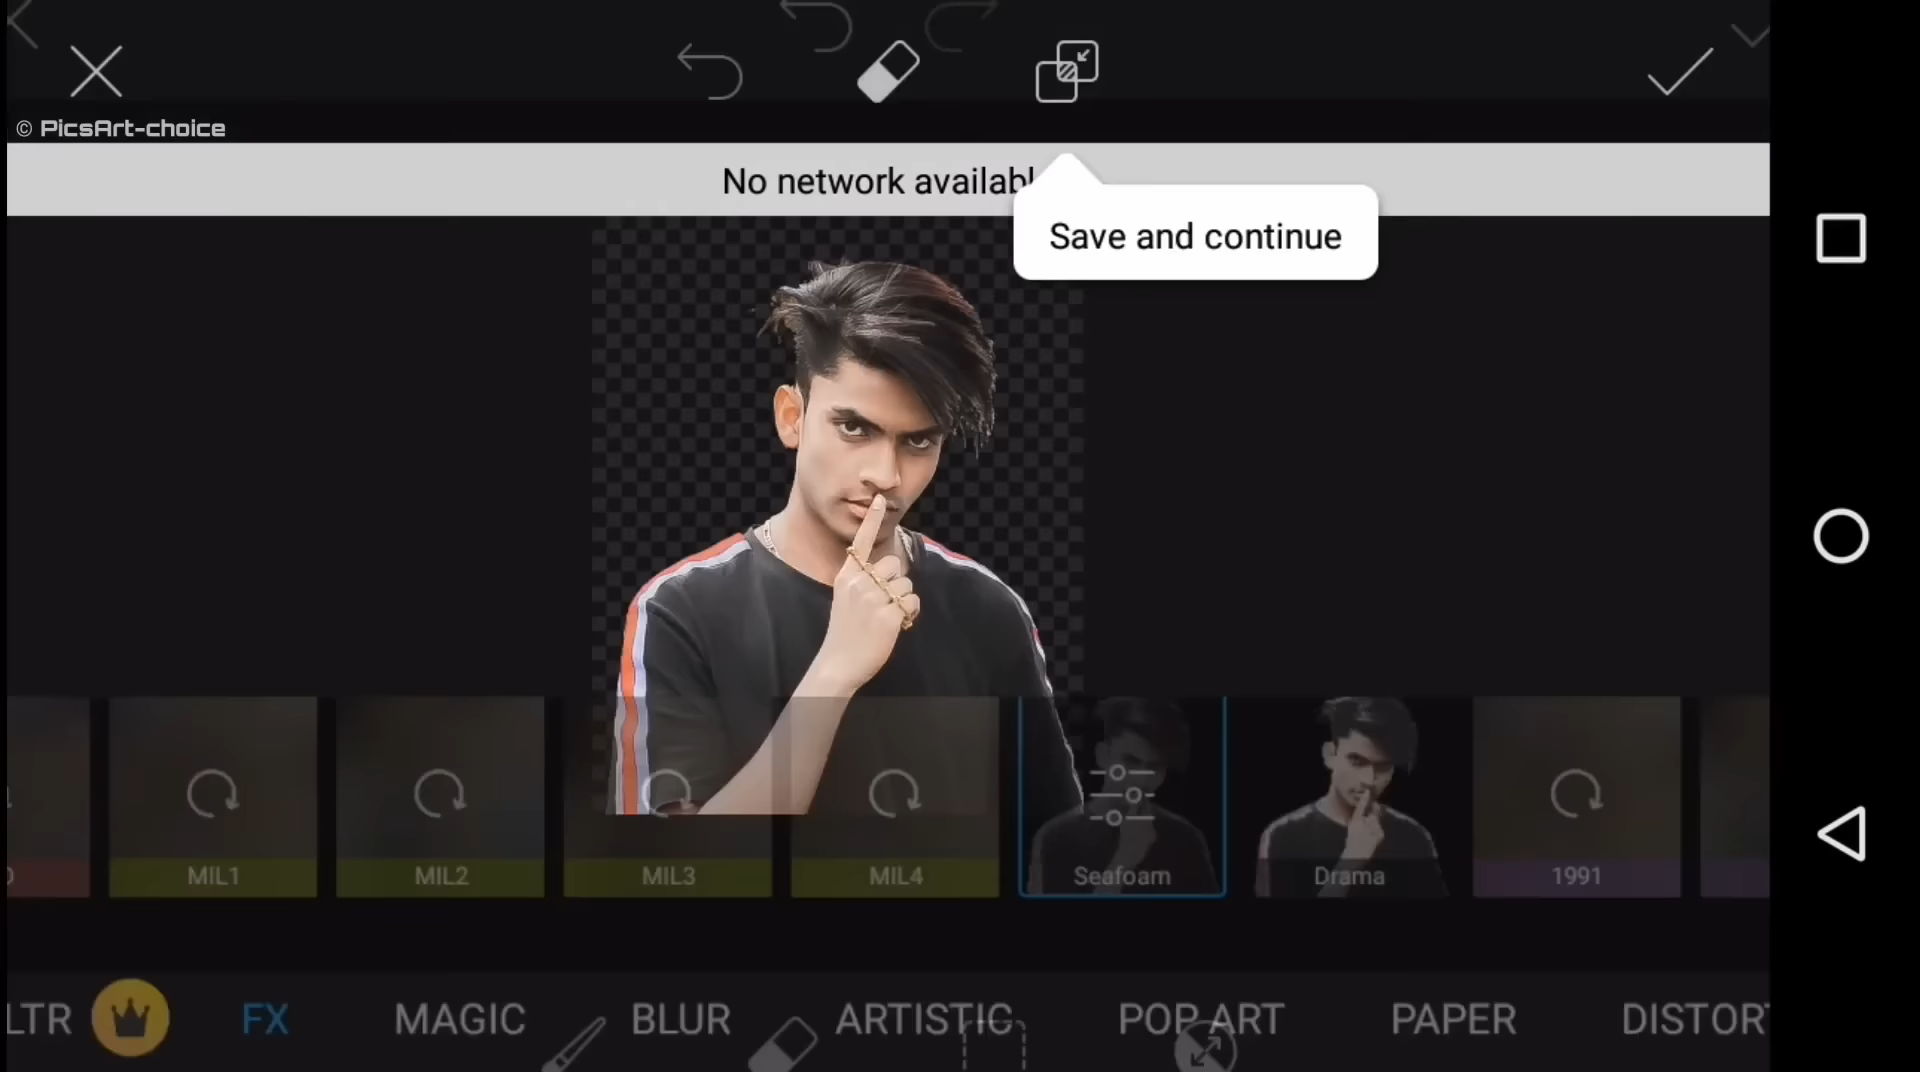 © PicsArt-choice
No network availabl
Save and continue
MIL1
MIL2
MIL3
MIL4
Seafoam
Drama
1991
LTR
FX
MAGIC
BLUR
ARTISTIC
POP ART
PAPER
DISTOR